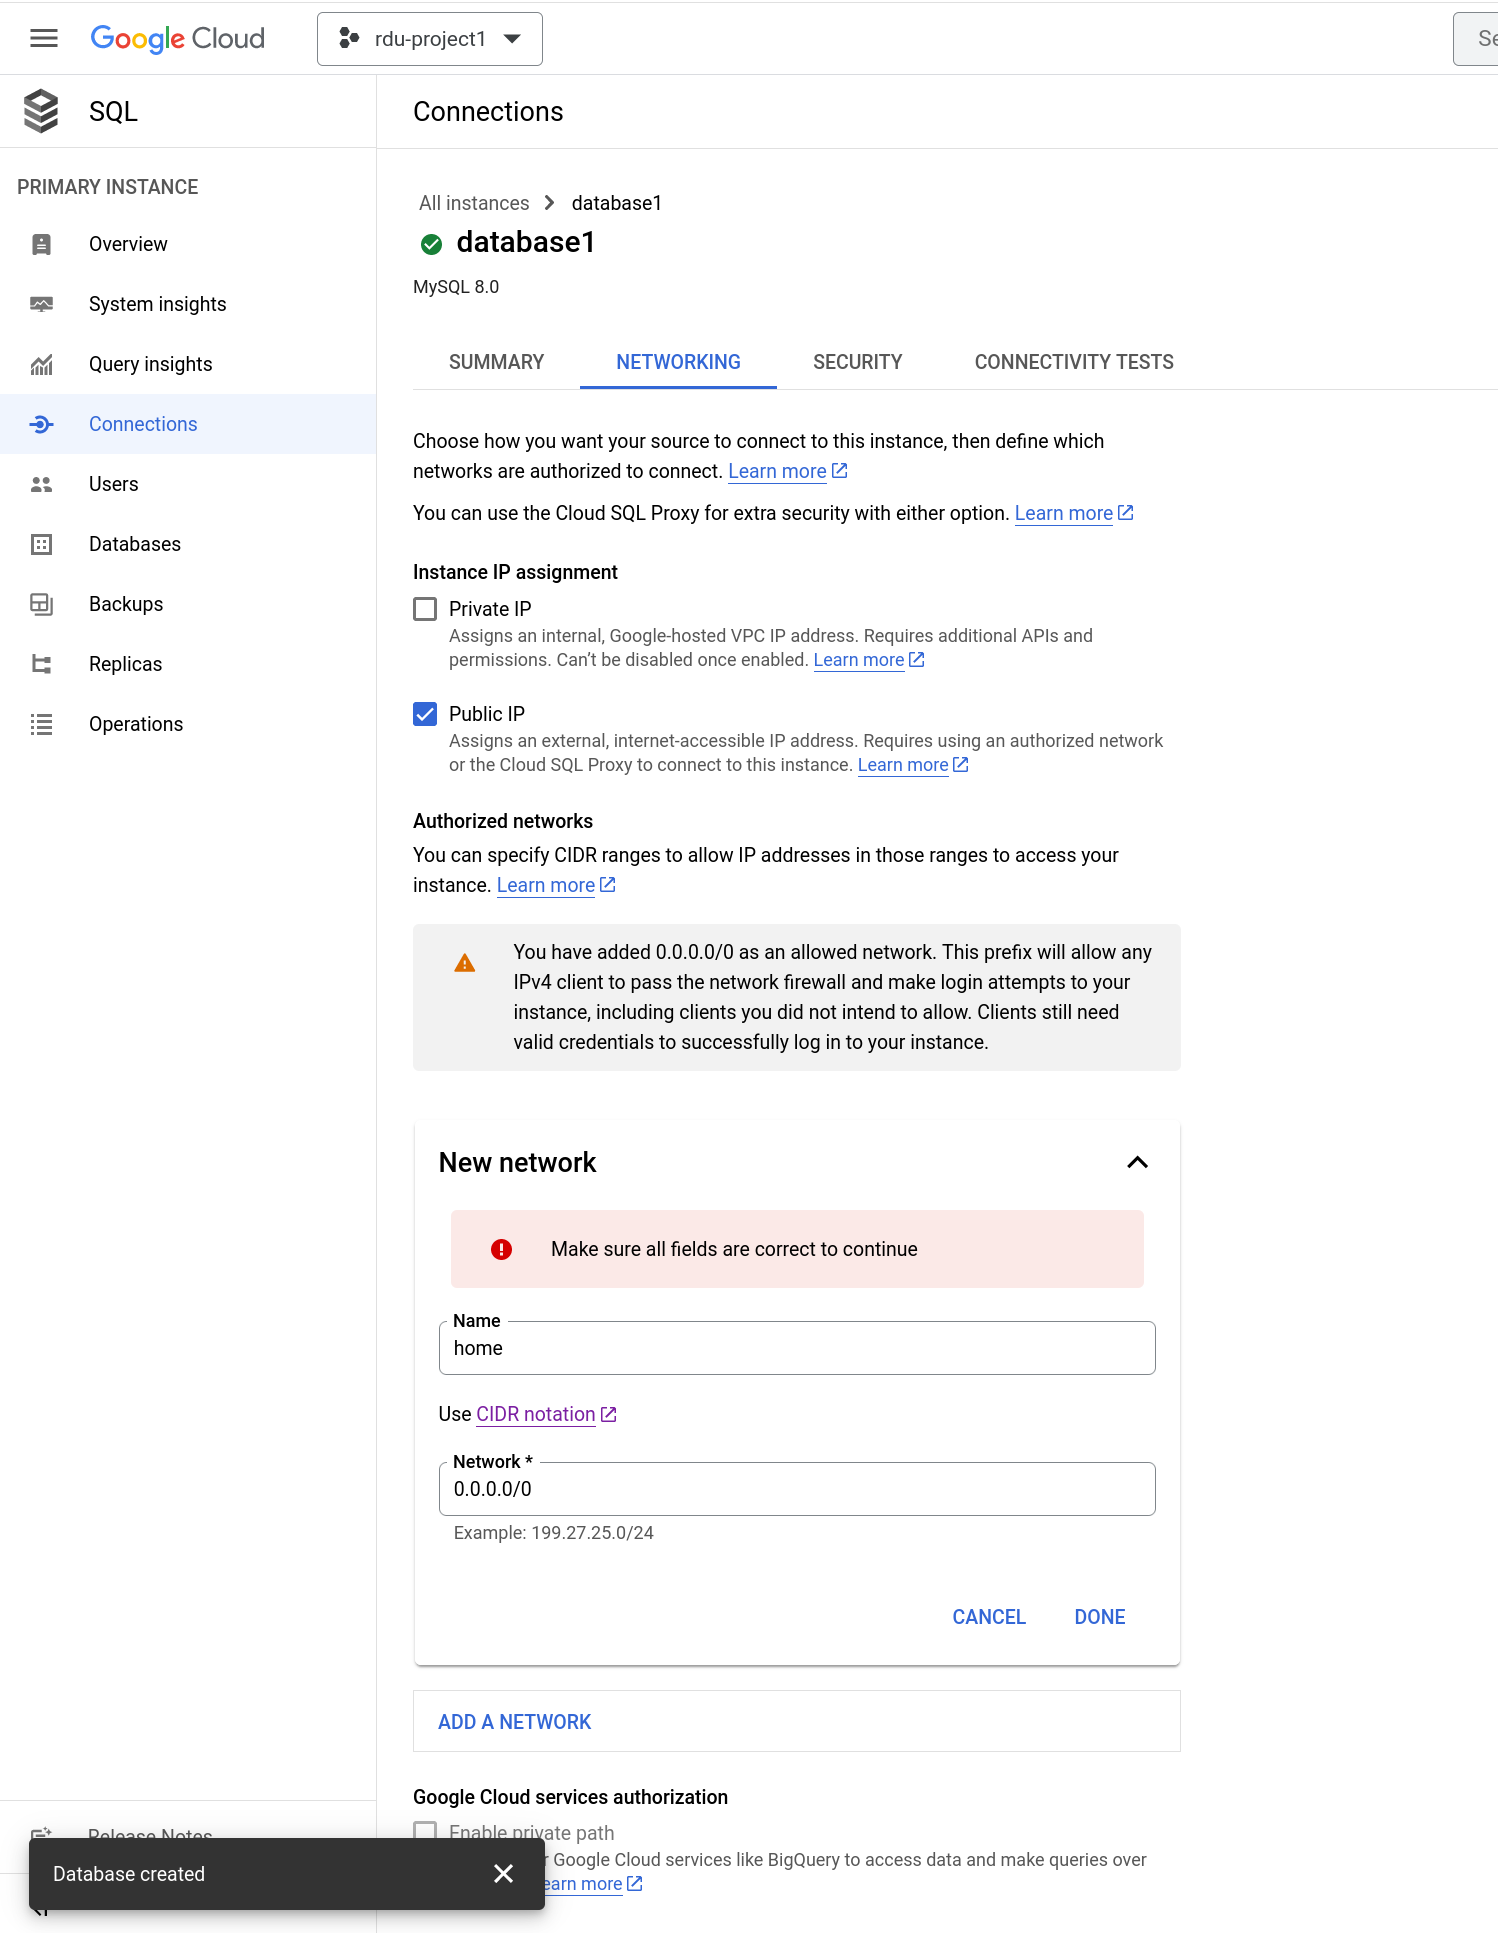 Google Cloud
rdu-project1
Se
SQL
Connections
PRIMARY INSTANCE
Overview
System insights
Query insights
Connections
Users
Databases
Backups
Replicas
Operations
All instances database1
database1
MySQL 8.0
SUMMARY NETWORKING SECURITY CONNECTIVITY TESTS
Choose how you want your source to connect to this instance, then define which
networks are authorized to connect. Learn more
You can use the Cloud SQL Proxy for extra security with either option. Learn more
Instance IP assignment
Private IP
Assigns an internal, Google-hosted VPC IP address. Requires additional APIs and
permissions. Can’t be disabled once enabled. Learn more
Public IP
Assigns an external, internet-accessible IP address. Requires using an authorized network
or the Cloud SQL Proxy to connect to this instance. Learn more
Authorized networks
You can specify CIDR ranges to allow IP addresses in those ranges to access your
instance. Learn more
You have added 0.0.0.0/0 as an allowed network. This prefix will allow any
IPv4 client to pass the network firewall and make login attempts to your
instance, including clients you did not intend to allow. Clients still need
valid credentials to successfully log in to your instance.
New network
Make sure all fields are correct to continue
Name
home
Use CIDR notation
Network *
0.0.0.0/0
Example: 199.27.25.0/24
CANCEL DONE
ADD A NETWORK
Google Cloud services authorization
Enable private path
r Google Cloud services like BigQuery to access data and make queries over
earn more
Release Notes
Database created